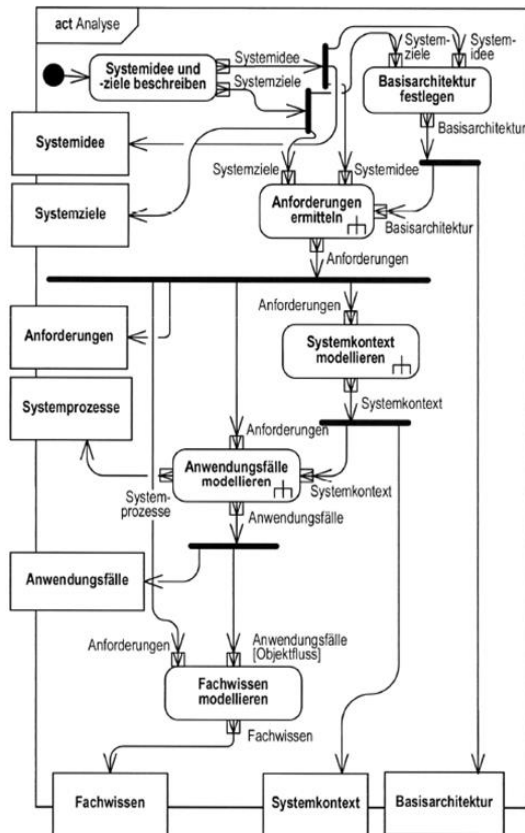 act Analyse
Systemidee und
-ziele beschreiben
Systemidee
Systemziele
System-
ziele
System-
idee
Basisarchitektur
festlegen
Basisarchitektur
Systemidee
Systemziele
Systemziele
Systemidee
Anforderungen
ermitteln
Basisarchitektur
Anforderungen
Anforderungen
Anforderungen
Systemkontext
modellieren
Systemprozesse
Systemkontext
Anforderungen
Anwendungsfälle
modellieren
Systemkontext
System-
prozesse
Anwendungsfälle
Anwendungsfälle
Anforderungen
Anwendungsfälle
[Objektfluss]
Fachwissen
modellieren
Fachwissen
Fachwissen
Systemkontext
Basisarchitektur